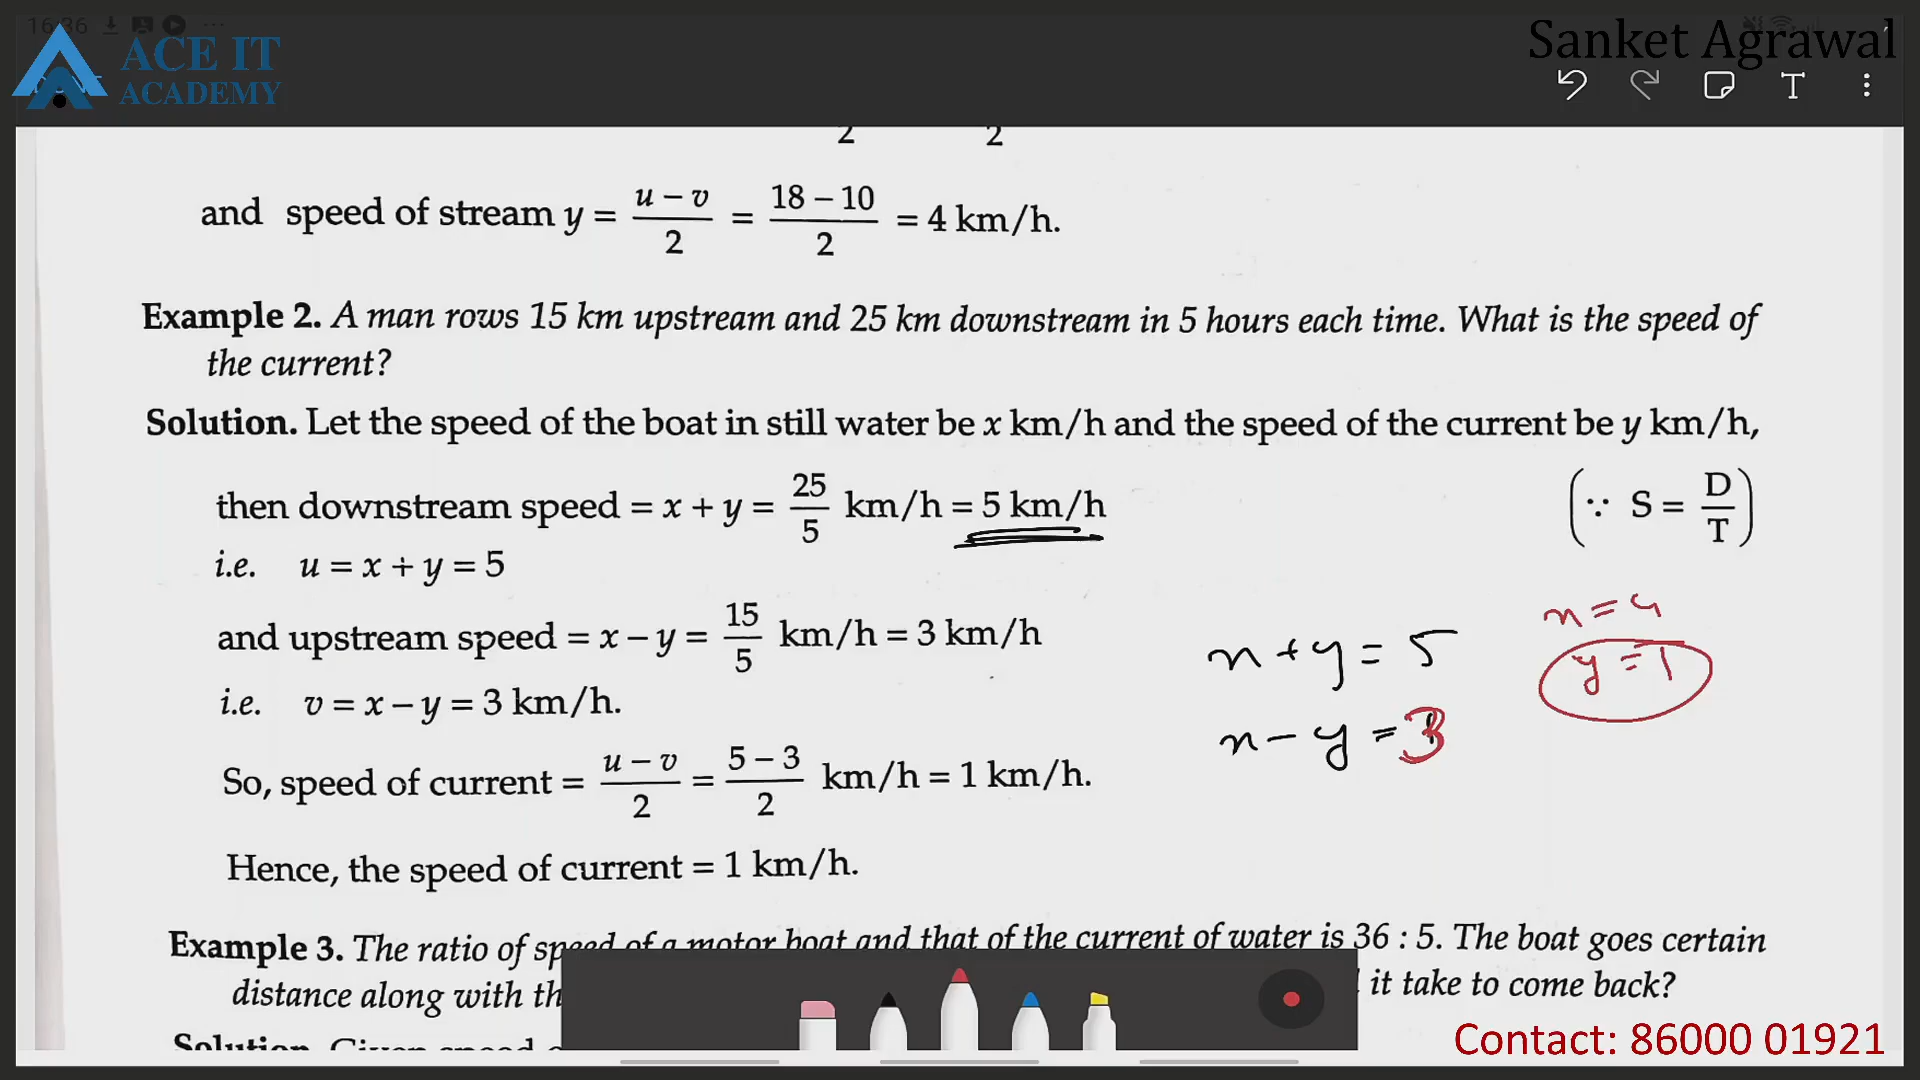 16:36
ACE IT
ACADEMY
Sanket Agrawal
T
2 2
and speed of stream y = u – v / 2 = 18 – 10 / 2 = 4 km/h.
Example 2. A man rows 15 km upstream and 25 km downstream in 5 hours each time. What is the speed of
the current?
Solution. Let the speed of the boat in still water be x km/h and the speed of the current be y km/h,
then downstream speed = x + y = 25/5 km/h = 5 km/h (∵ S = D/T)
i.e. u = x + y = 5
and upstream speed = x – y = 15/5 km/h = 3 km/h
i.e. v = x – y = 3 km/h.
So, speed of current = u – v / 2 = 5 – 3 / 2 km/h = 1 km/h.
Hence, the speed of current = 1 km/h.
x + y = 5
x – y = 3
x = 4
y = 1
Example 3. The ratio of speed of a motor boat and that of the current of water is 36 : 5. The boat goes certain
distance along with th it take to come back?
Solution. Given speed
Contact: 86000 01921